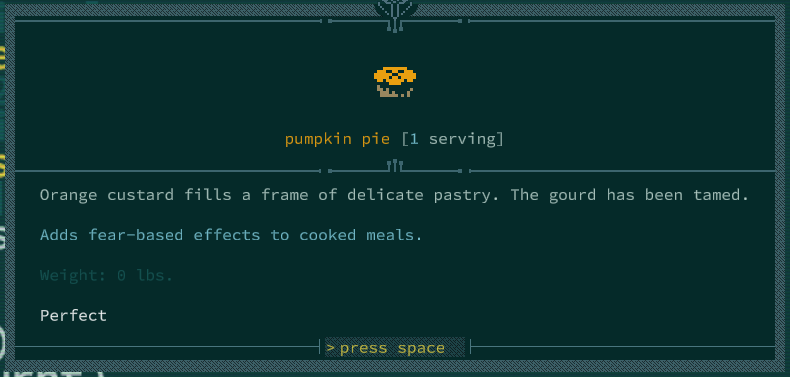 pumpkin pie [1 serving]
Orange custard fills a frame of delicate pastry. The gourd has been tamed.
Adds fear-based effects to cooked meals.
Weight: 0 lbs.
Perfect
>press space